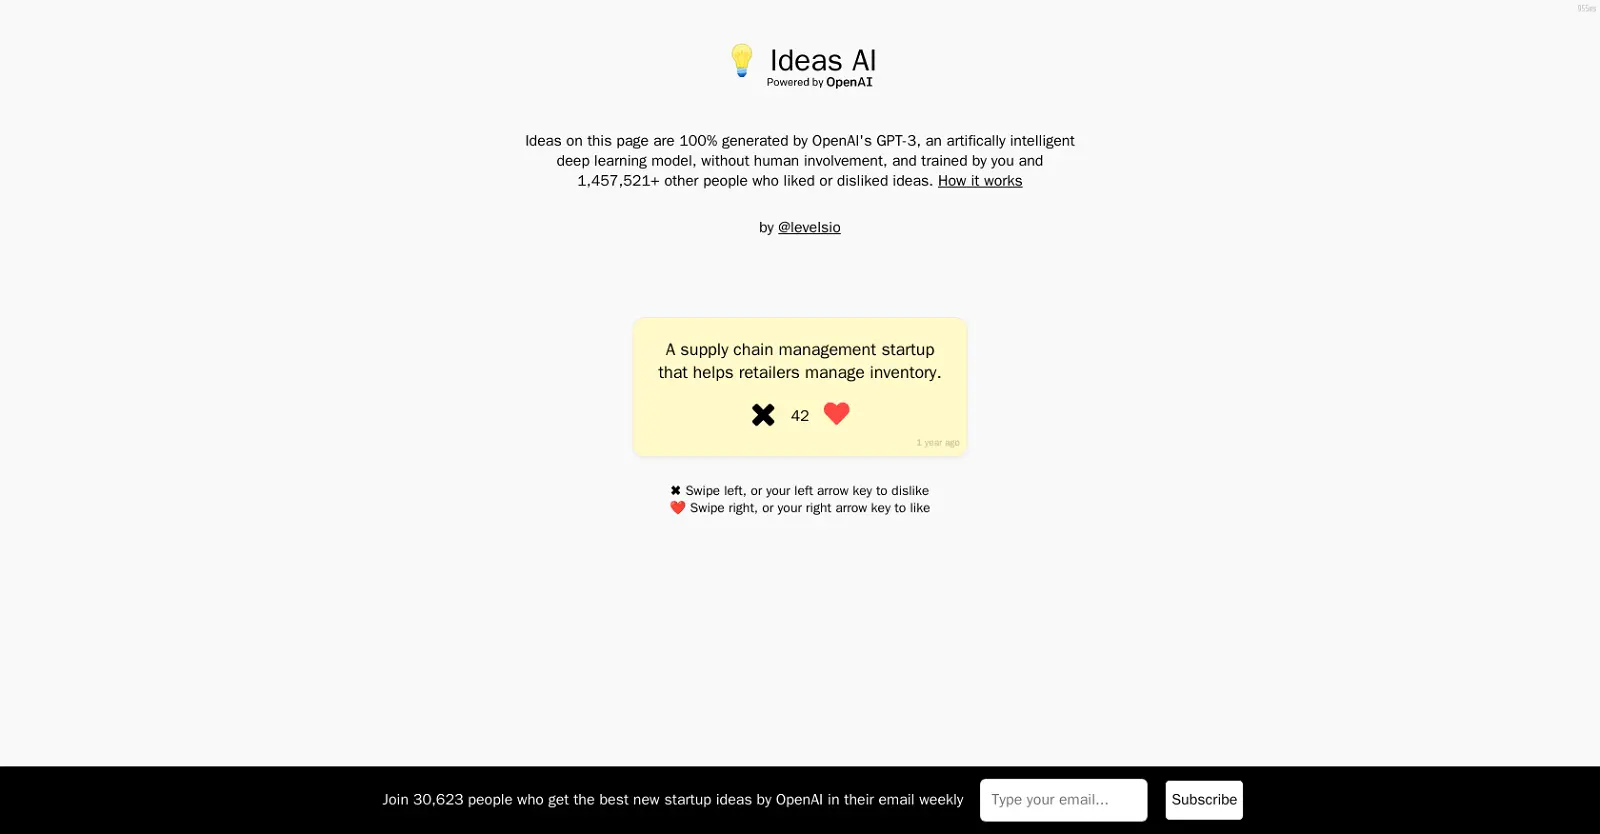 Ideas AI
Powered by OpenAI
Ideas on this page are 100% generated by OpenAI's GPT-3, an artifically intelligent
deep learning model, without human involvement, and trained by you and
1,457,521+ other people who liked or disliked ideas. How it works
by @levelsio
A supply chain management startup
that helps retailers manage inventory.
42
1 year ago
✖ Swipe left, or your left arrow key to dislike
❤️ Swipe right, or your right arrow key to like
Join 30,623 people who get the best new startup ideas by OpenAI in their email weekly
Type your email...
Subscribe